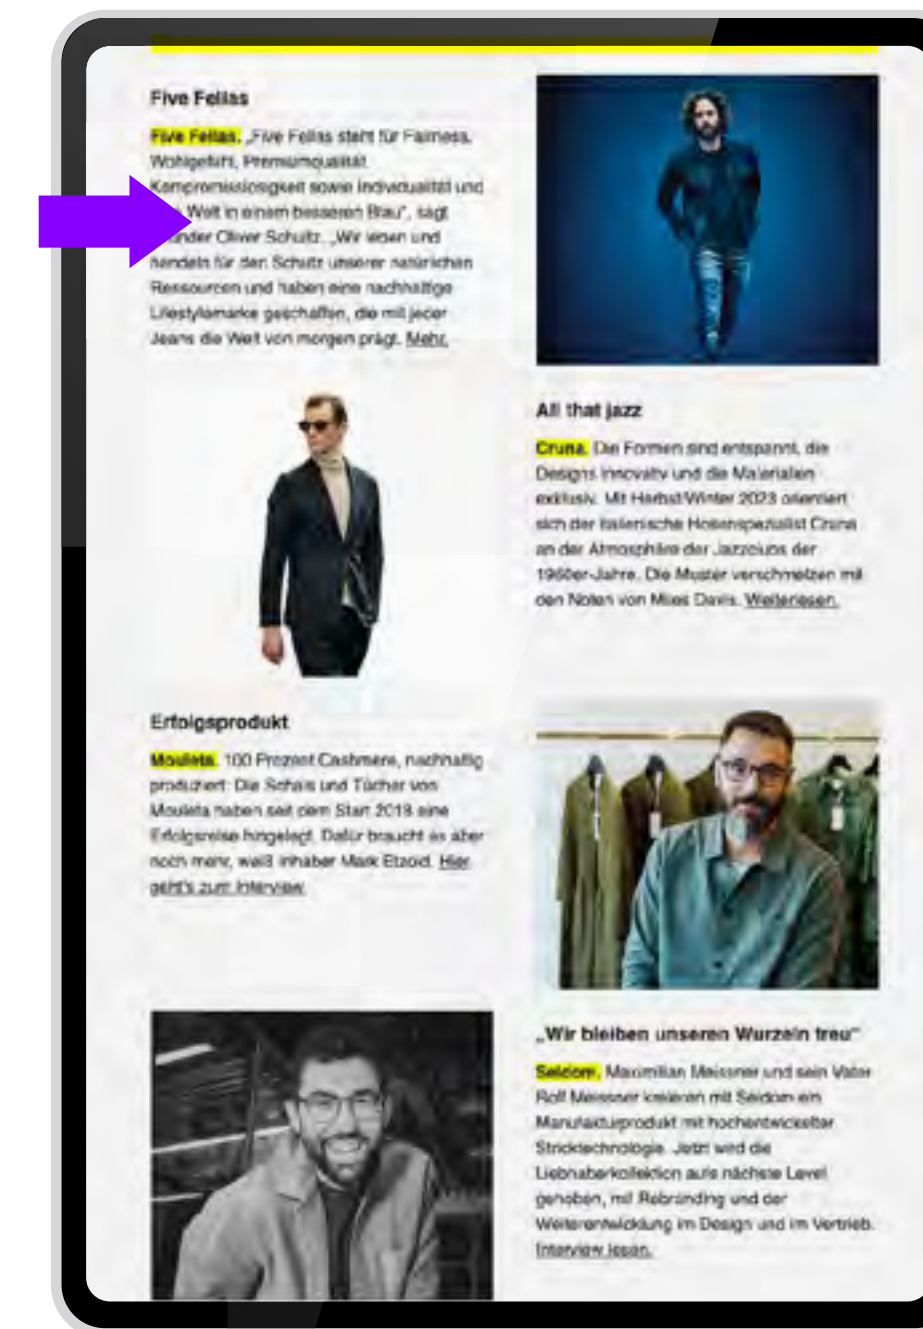 Five Fellas
Five Fellas. „Five Fellas steht für Fairness,
Wohlgefühl, Premiumqualität
Kompromisslosigkeit sowie Individualität und
Welt in einem besseren Blau“, sagt
Oliver Schultz. „Wir leben und
handeln für den Schutz unserer natürlichen
Ressourcen und haben eine nachhaltige
Lifestylemarke geschaffen, die mit jeder
Jeans die Welt von morgen prägt. Mehr.
All that jazz
Cruna. Die Formen sind entspannt, die
Designs innovativ und die Materialien
exklusiv. Mit Herbst/Winter 2023 orientiert
sich der italienische Hosenspezialist Cruna
an der Atmosphäre der Jazzclubs der
1960er-Jahre. Die Muster verschmelzen mit
den Noten von Miles Davis. Weiterlesen.
Erfolgsprodukt
Mouleta. 100 Prozent Cashmere, nachhaltig
produziert: Die Schals und Tücher von
Mouleta haben seit dem Start 2018 eine
Erfolgsreise hingelegt. Dafür braucht es aber
noch mehr, weiß Inhaber Mark Etzold. Hier
geht's zum Interview.
„Wir bleiben unseren Wurzeln treu“
Seldom. Maximilian Meissner und sein Vater
Rolf Meissner kreieren mit Seldom ein
Manufakturprodukt mit hochentwickelter
Stricktechnologie. Jetzt wird die
Liebhaberkollektion aufs nächste Level
gehoben, mit Rebranding und der
Weiterentwicklung im Design und im Vertrieb.
Interview lesen.